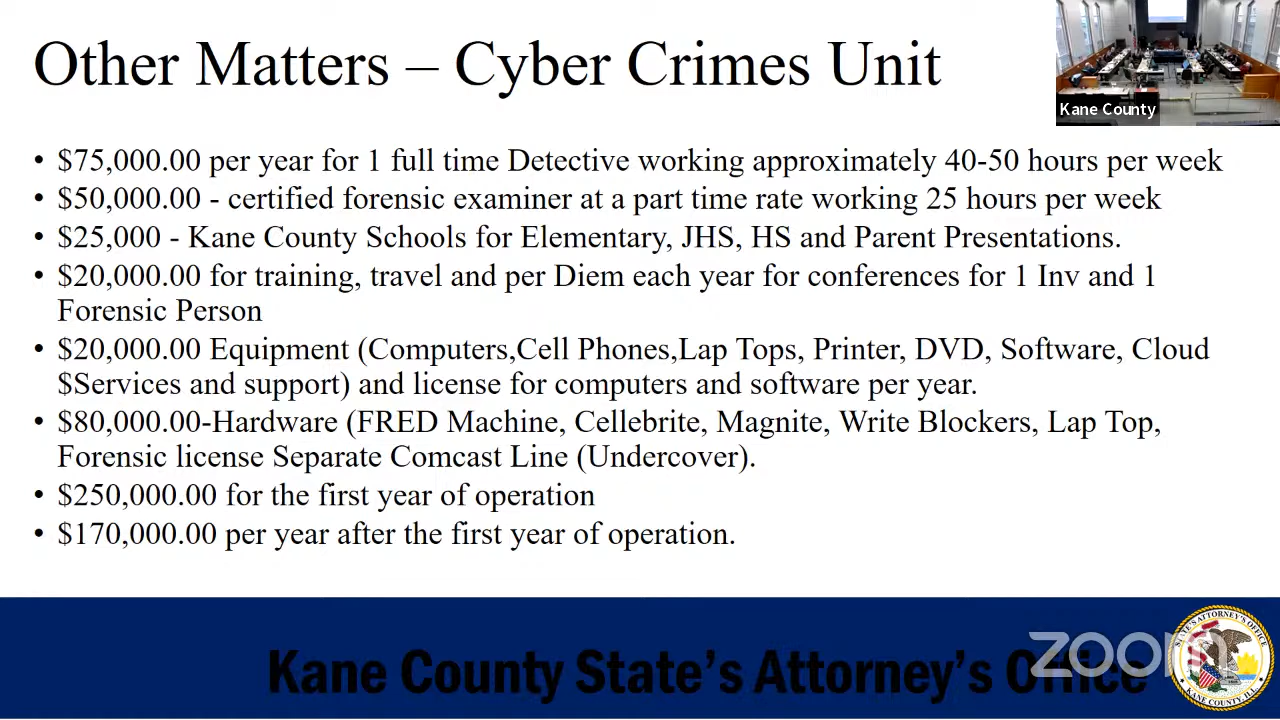 Other Matters – Cyber Crimes Unit
Kane County
• $75,000.00 per year for 1 full time Detective working approximately 40-50 hours per week
• $50,000.00 - certified forensic examiner at a part time rate working 25 hours per week
• $25,000 - Kane County Schools for Elementary, JHS, HS and Parent Presentations.
• $20,000.00 for training, travel and per Diem each year for conferences for 1 Inv and 1
Forensic Person
• $20,000.00 Equipment (Computers,Cell Phones,Lap Tops, Printer, DVD, Software, Cloud
$Services and support) and license for computers and software per year.
• $80,000.00-Hardware (FRED Machine, Cellebrite, Magnite, Write Blockers, Lap Top,
Forensic license Separate Comcast Line (Undercover).
• $250,000.00 for the first year of operation
• $170,000.00 per year after the first year of operation.
Kane County State’s Attorney’s Office
zoom
STATE'S ATTORNEY'S OFFICE
KANE COUNTY, ILL.